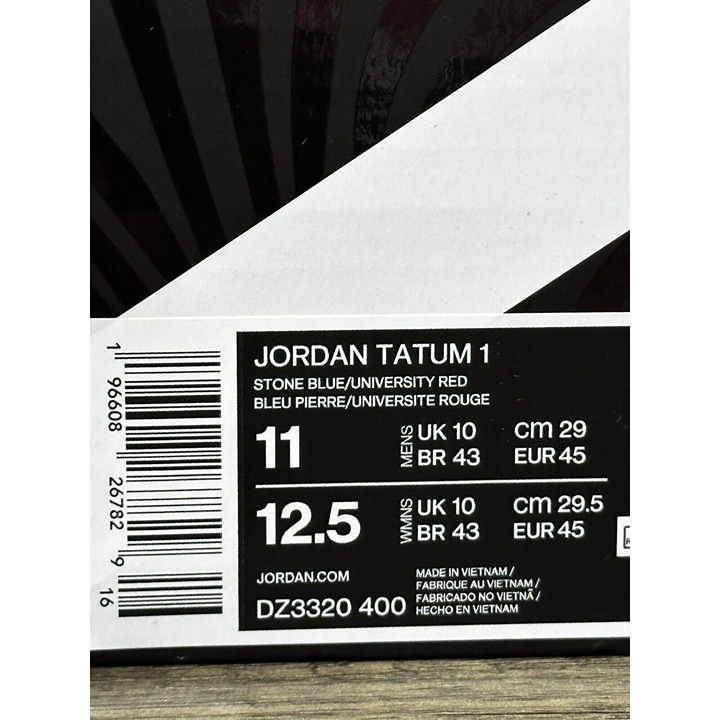 JORDAN TATUM 1
STONE BLUE/UNIVERSITY RED
BLEU PIERRE/UNIVERSITE ROUGE
11 MENS UK 10 CM 29
BR 43 EUR 45
12.5 WMNS UK 10 CM 29.5
BR 43 EUR 45
JORDAN.COM
DZ3320 400
MADE IN VIETNAM /
FABRIQUE AU VIETNAM /
FABRICADO NO VIETNÃ /
HECHO EN VIETNAM
1 96608 26782 9 16